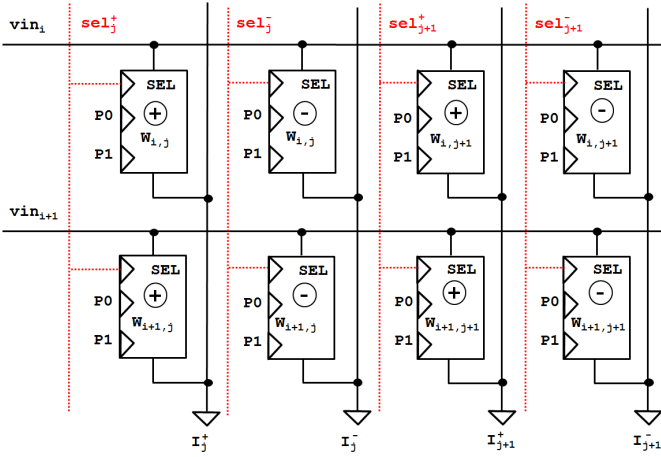 vin_i sel_j^+ sel_j^- sel_{j+1}^+ sel_{j+1}^-
SEL SEL SEL SEL
P0 + P0 - P0 + P0 -
W_{i,j} W_{i,j} W_{i,j+1} W_{i,j+1}
P1 P1 P1 P1
vin_{i+1}
SEL SEL SEL SEL
P0 + P0 - P0 + P0 -
W_{i+1,j} W_{i+1,j} W_{i+1,j+1} W_{i+1,j+1}
P1 P1 P1 P1
I_j^+ I_j^- I_{j+1}^+ I_{j+1}^-